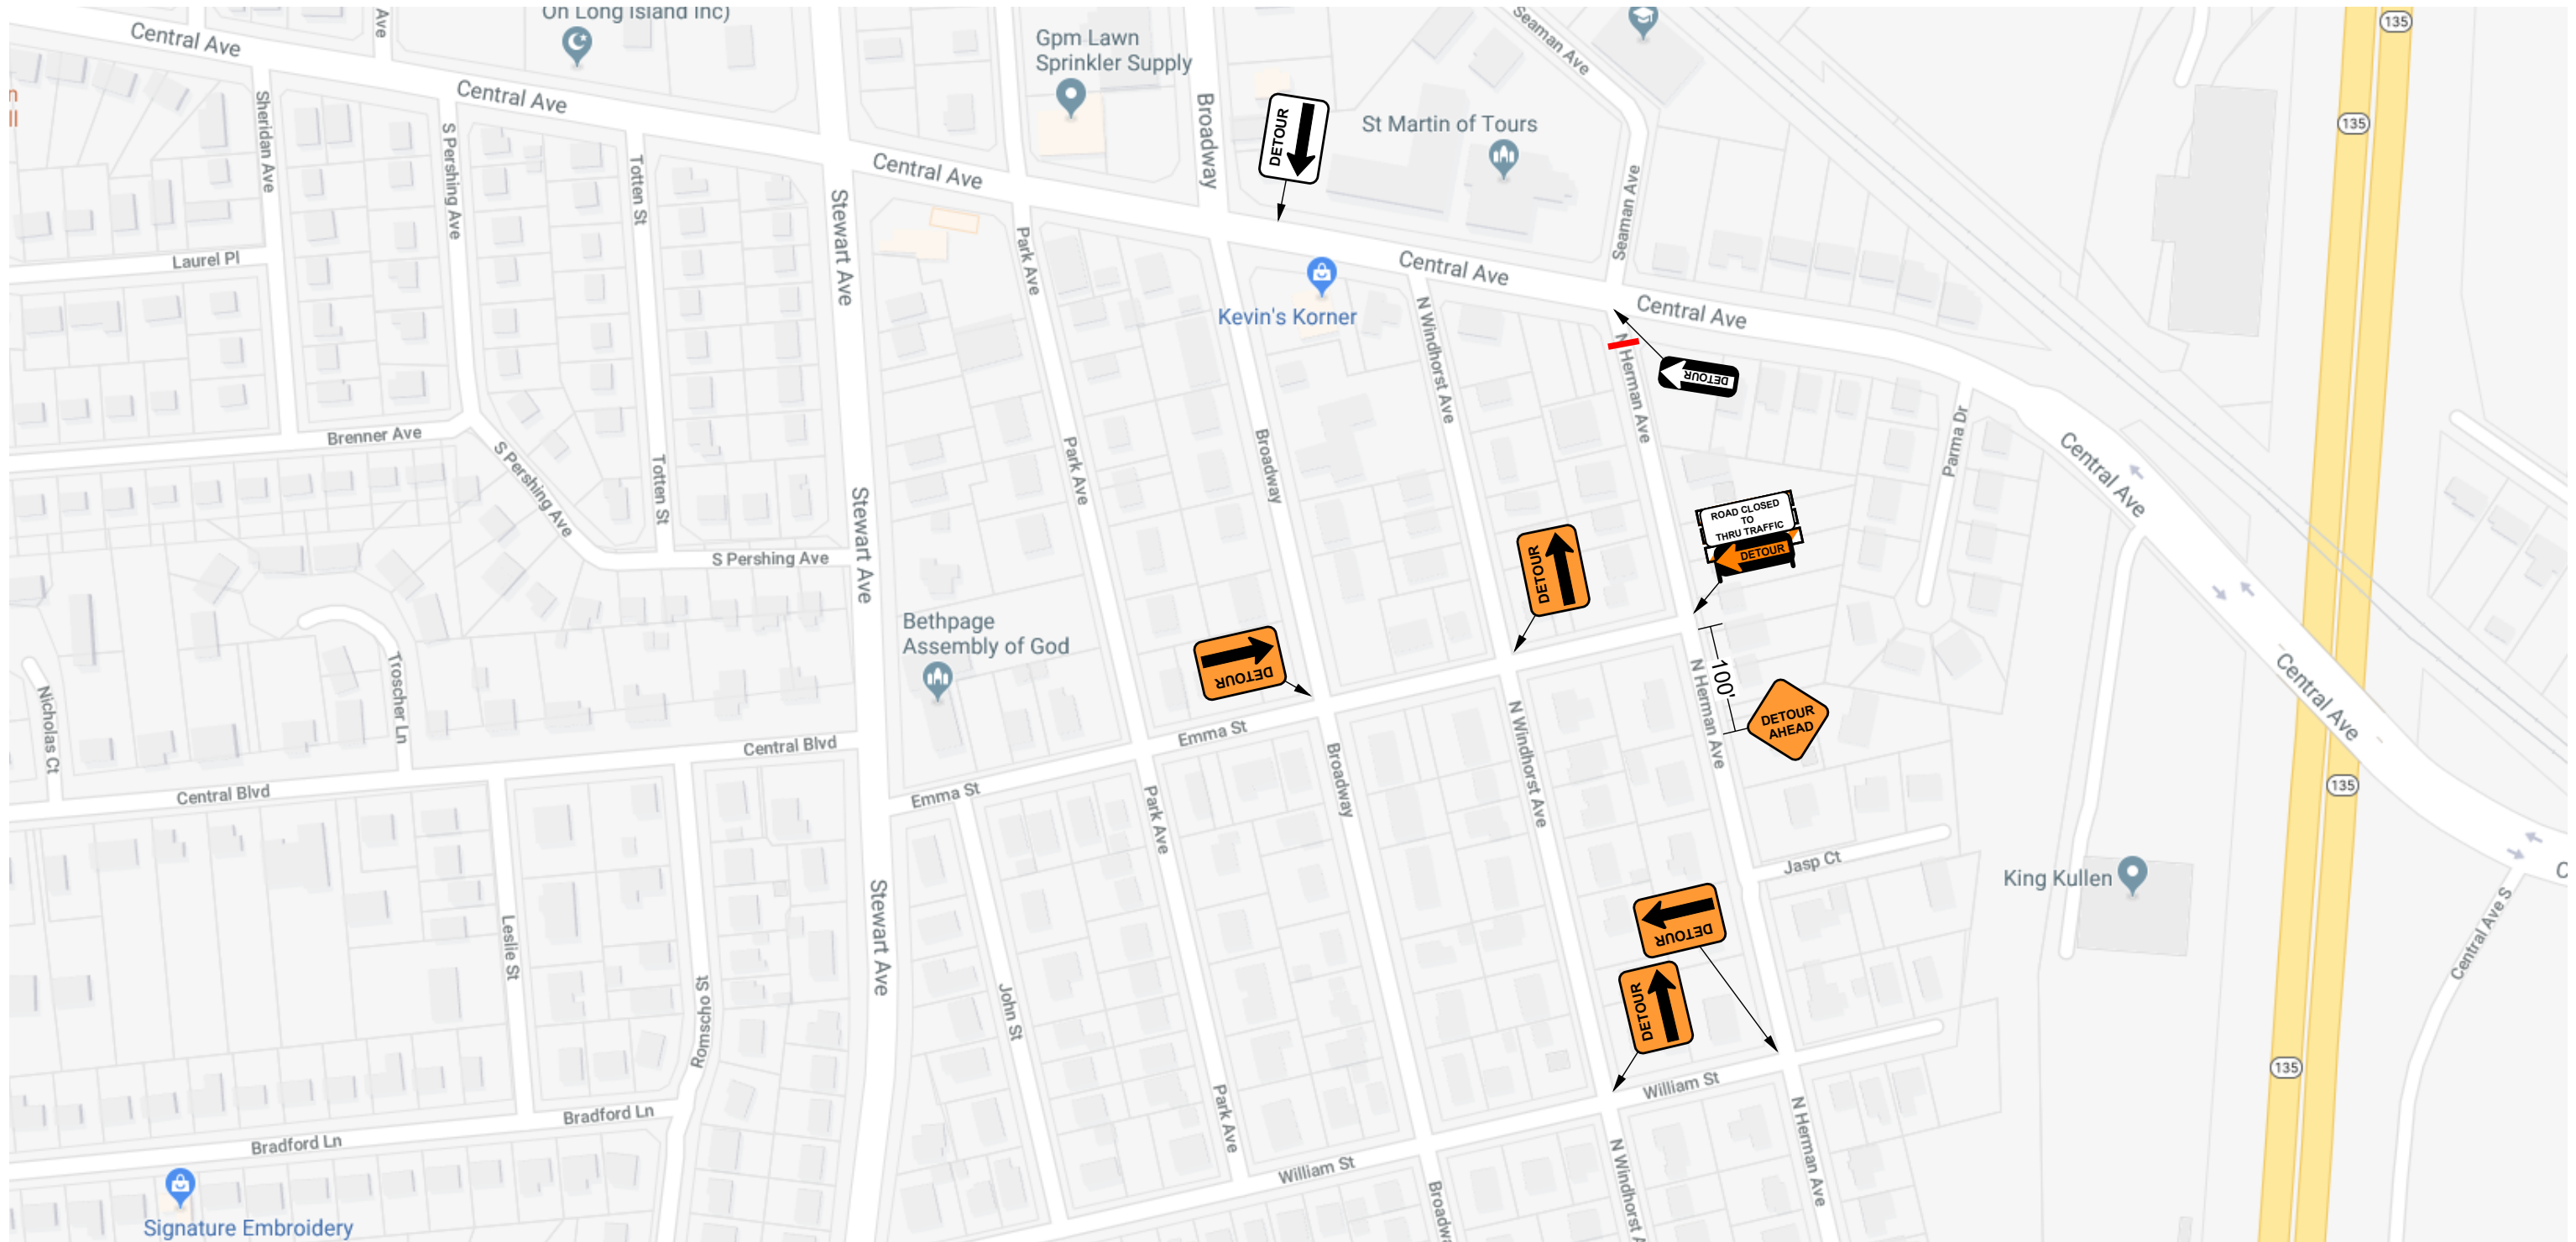 On Long Island Inc)
Ave
Central Ave
Central Ave
Gpm Lawn
Sprinkler Supply
Broadway
DETOUR
St Martin of Tours
Seaman Ave
135
135
Sheridan Ave
S Pershing Ave
Totten St
Central Ave
Stewart Ave
Park Ave
Seaman Ave
Laurel Pl
Central Ave
Kevin's Korner
Central Ave
N Windhorst Ave
N Herman Ave
DETOUR
Brenner Ave
S Pershing Ave
Totten St
Park Ave
Broadway
Parma Dr
Central Ave
Stewart Ave
ROAD CLOSED
TO
THRU TRAFFIC
DETOUR
S Pershing Ave
DETOUR
Bethpage
Assembly of God
DETOUR
Troscher Ln
Nicholas Ct
100'
N Herman Ave
DETOUR
AHEAD
Central Ave
Central Blvd
Emma St
N Windhorst Ave
Broadway
Central Blvd
Emma St
Park Ave
135
Jasp Ct
King Kullen
C
Stewart Ave
Leslie St
DETOUR
Central Ave S
Romscho St
John St
DETOUR
135
William St
Bradford Ln
Park Ave
N Herman Ave
Bradford Ln
William St
N Windhorst A
Broadw
Signature Embroidery